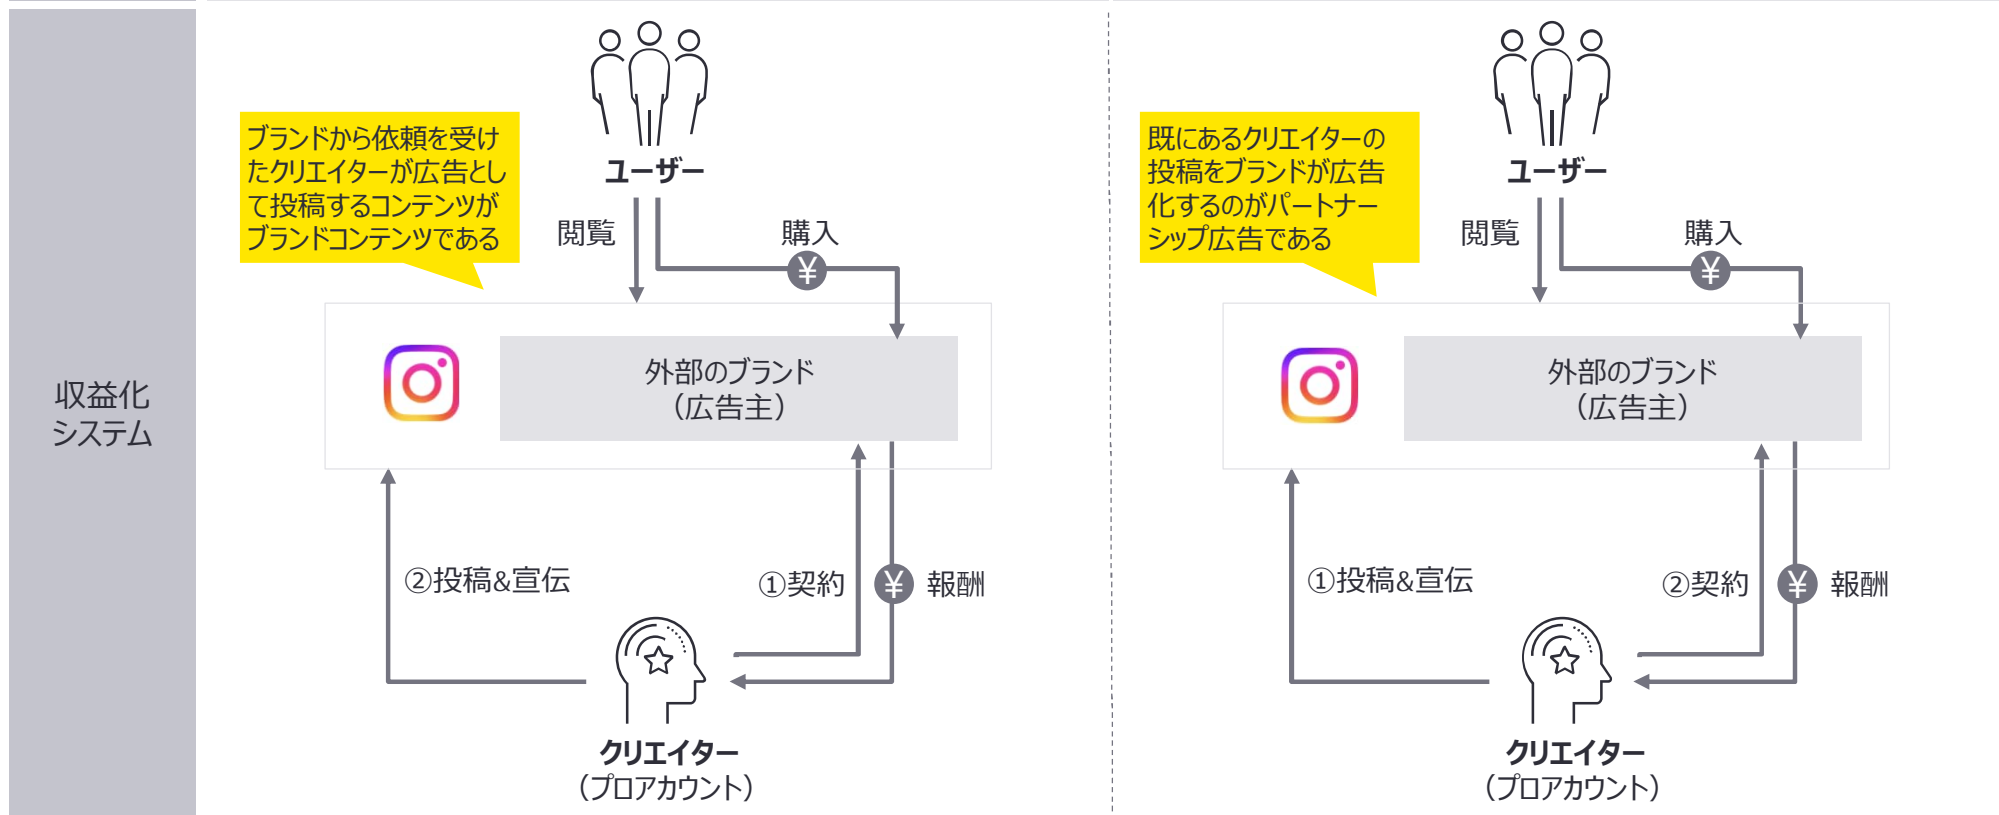 収益化
システム
ブランドから依頼を受け
たクリエイターが広告とし
て投稿するコンテンツが
ブランドコンテンツである
ユーザー
閲覧
購入
¥
外部のブランド
（広告主）
②投稿&宣伝
①契約
¥
報酬
クリエイター
（プロアカウント）
既にあるクリエイターの
投稿をブランドが広告
化するのがパートナー
シップ広告である
ユーザー
閲覧
購入
¥
外部のブランド
（広告主）
①投稿&宣伝
②契約
¥
報酬
クリエイター
（プロアカウント）